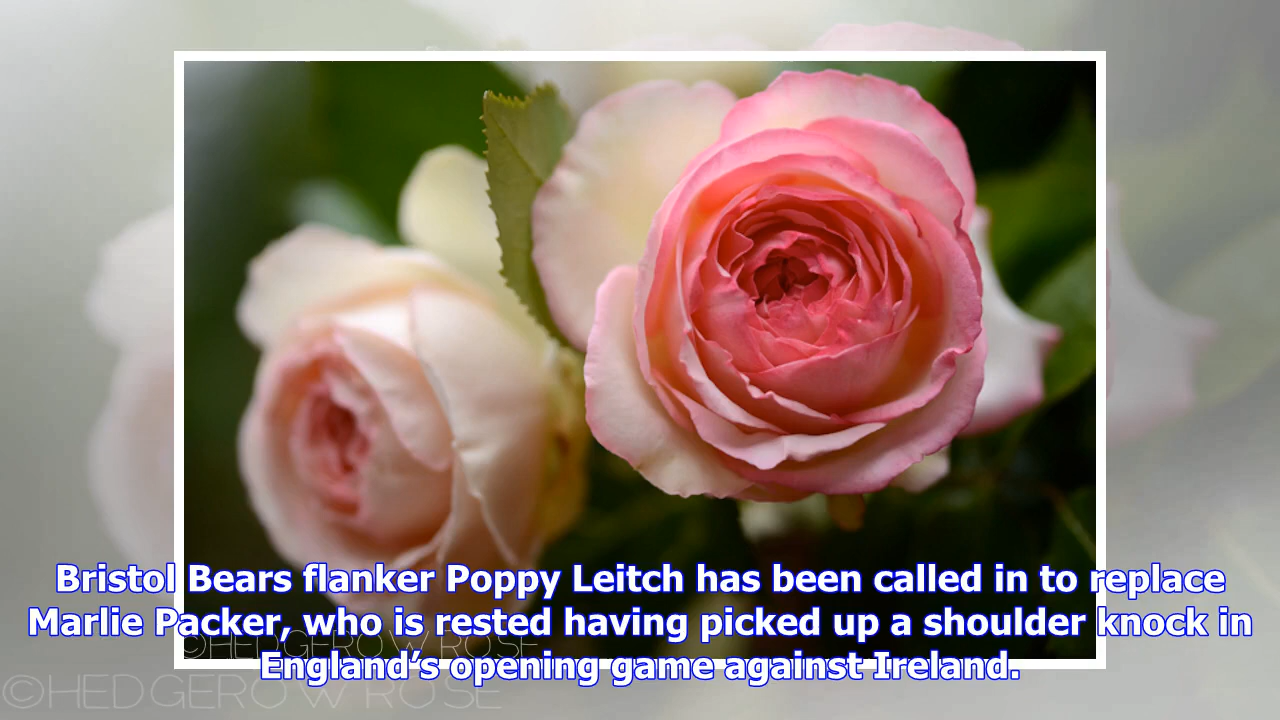 Bristol Bears flanker Poppy Leitch has been called in to replace
Marlie Packer, who is rested having picked up a shoulder knock in
©HEDGEROW ROSE
England’s opening game against Ireland.
©HEDGEROW ROSE